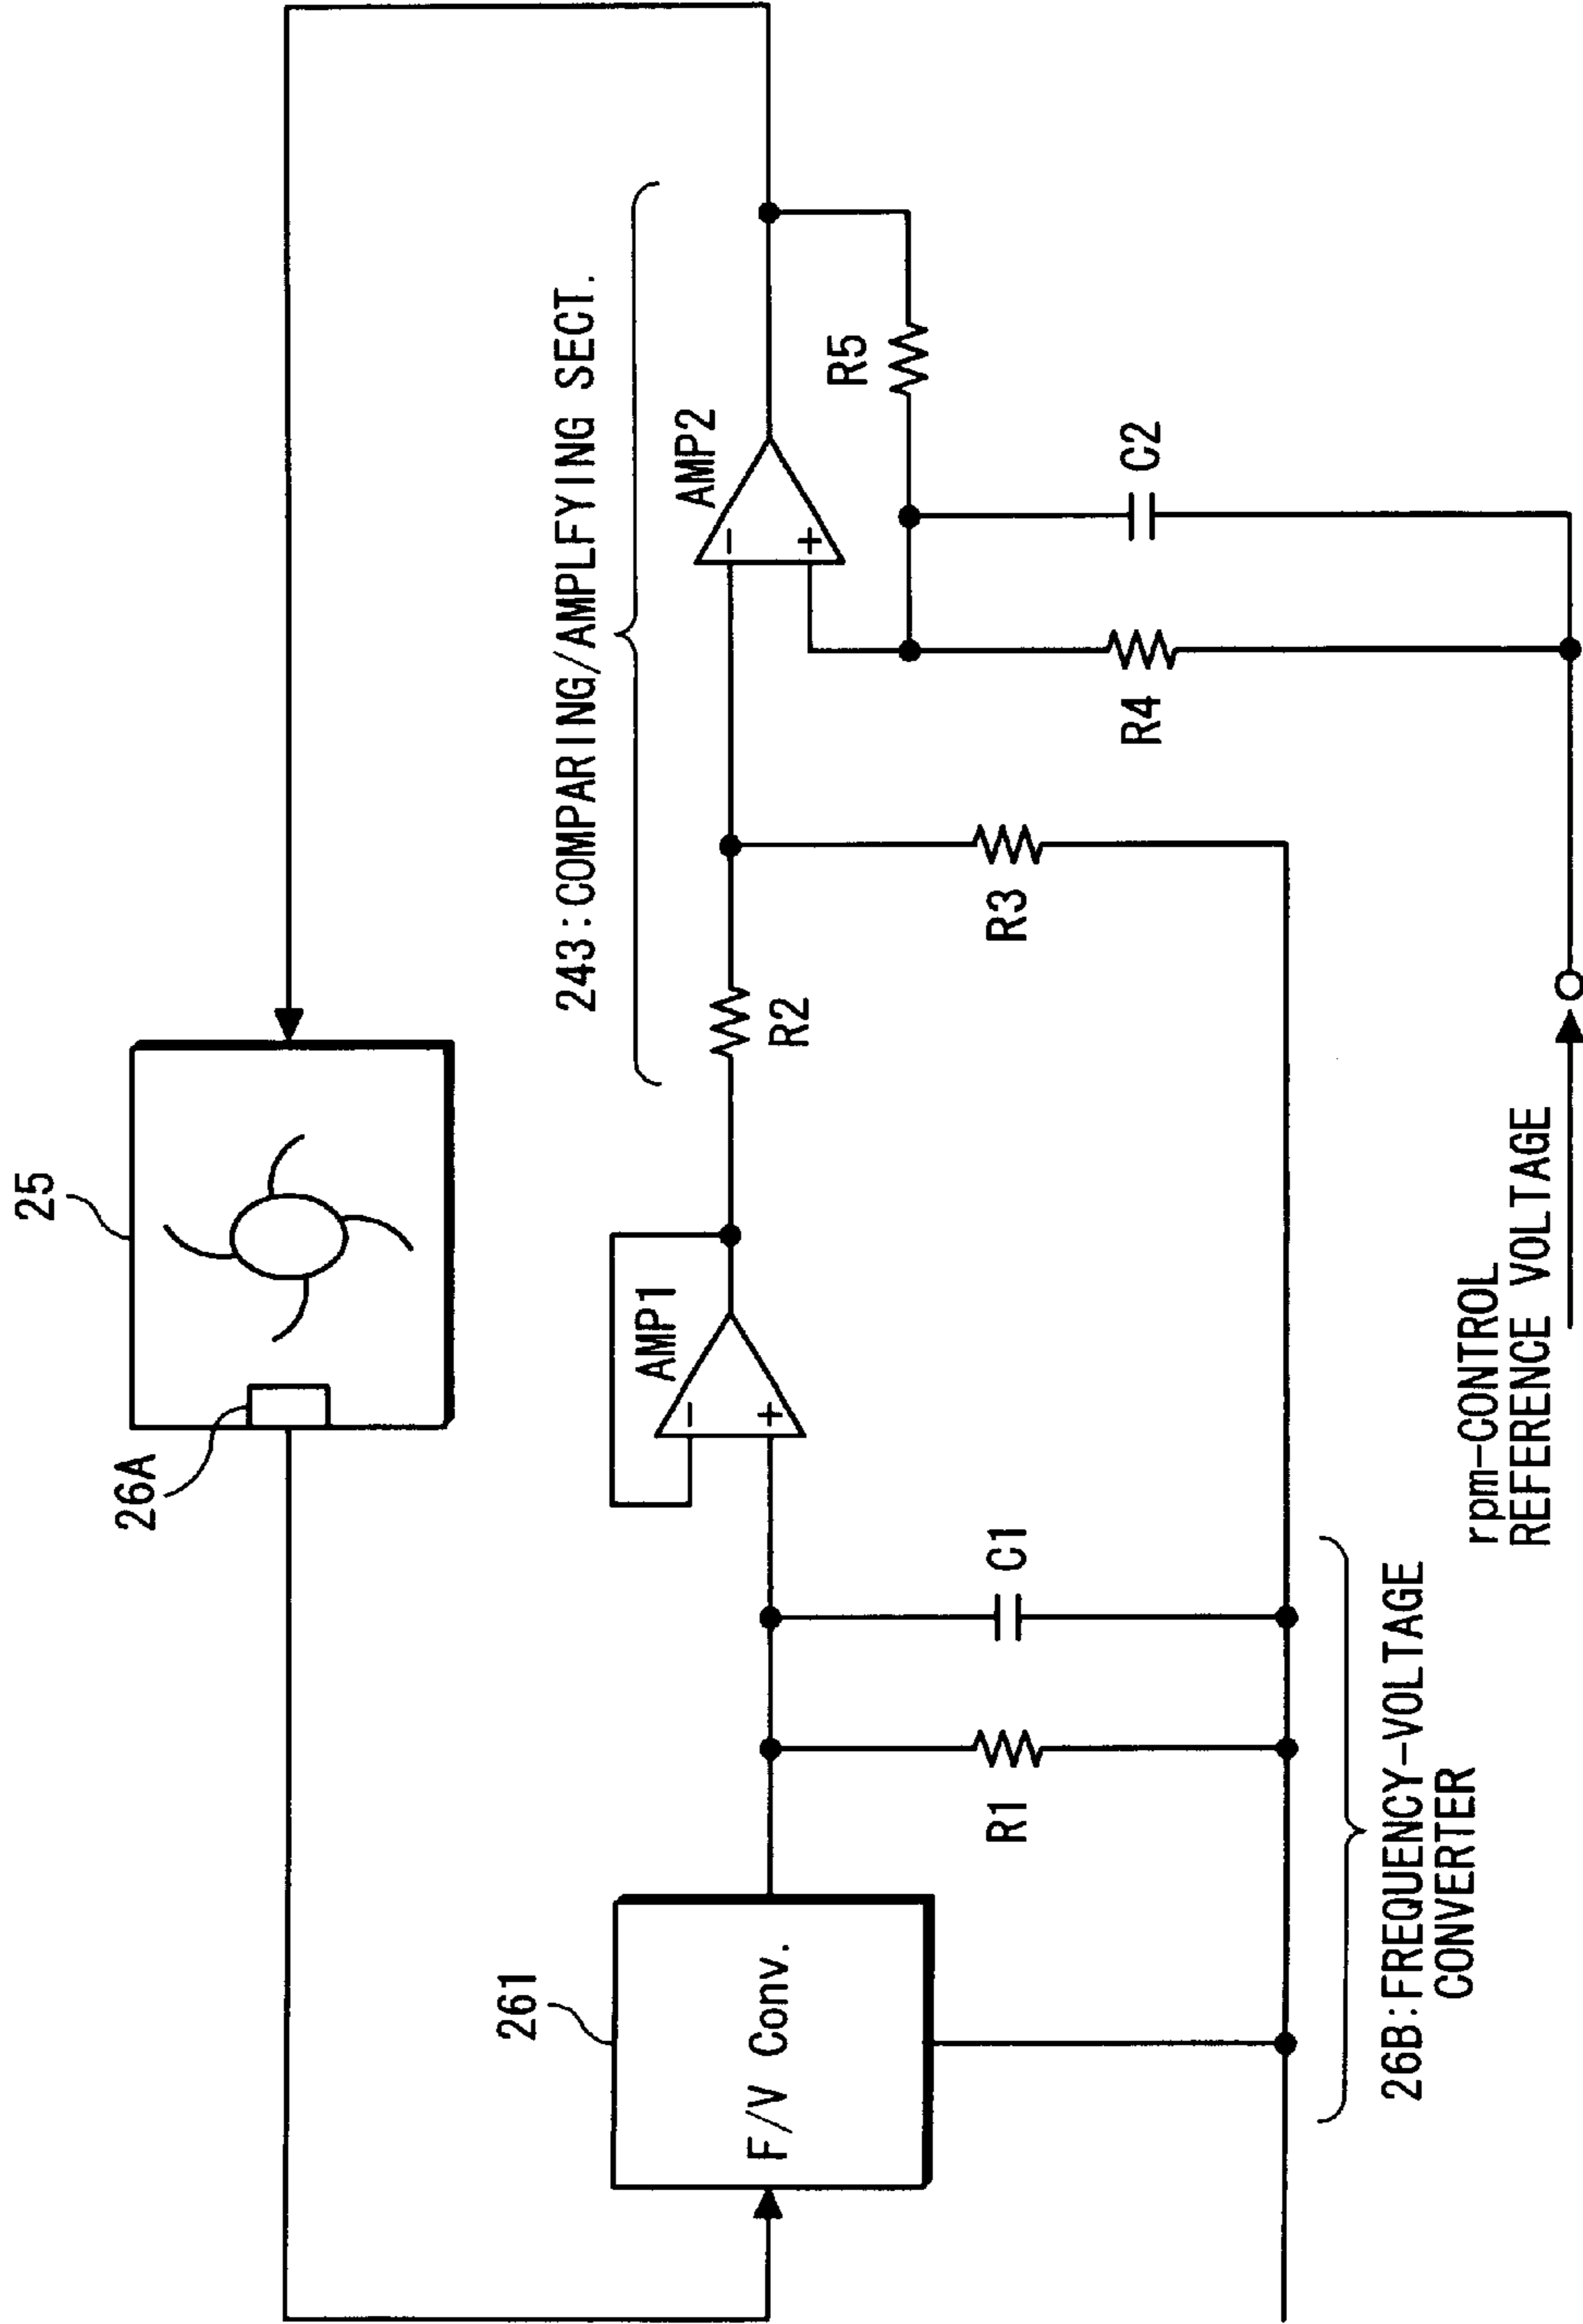 25
26A
243:COMPARING/AMPLFYING SECT.
AMP1
−
+
R2
AMP2
−
+
R5
261
F/V Conv.
R1
C1
R3
R4
C2
26B:FREQUENCY-VOLTAGE
CONVERTER
rpm-CONTROL
REFERENCE VOLTAGE